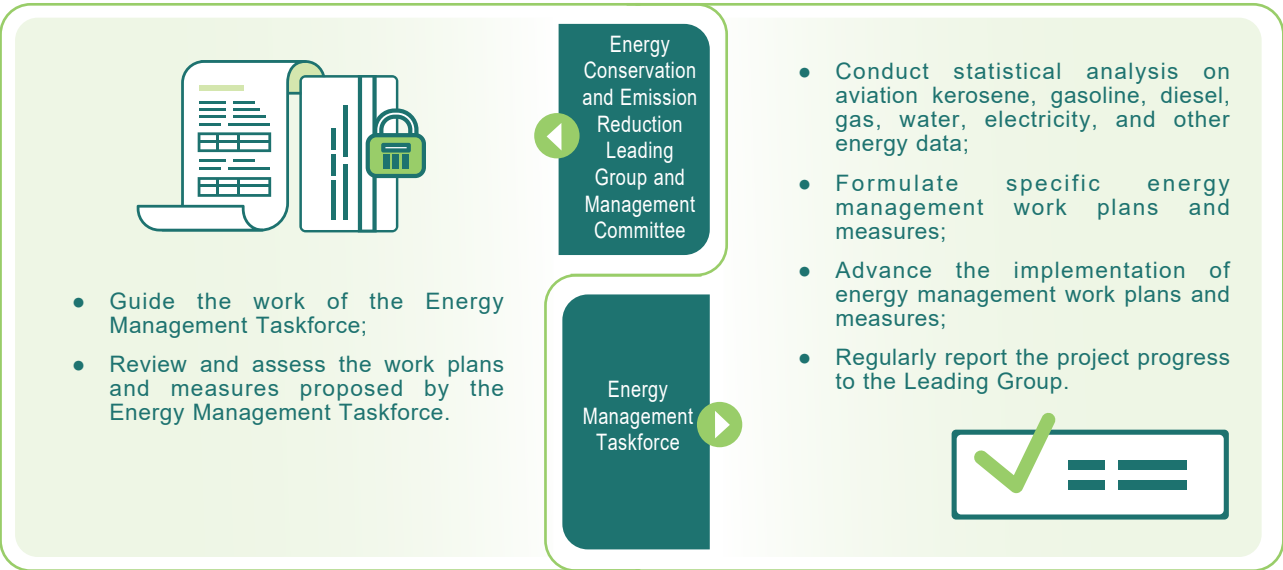 Energy
Conservation
and Emission
Reduction
Leading
Group and
Management
Committee
● Guide the work of the Energy
Management Taskforce;
● Review and assess the work plans
and measures proposed by the
Energy Management Taskforce.
Energy
Management
Taskforce
● Conduct statistical analysis on
aviation kerosene, gasoline, diesel,
gas, water, electricity, and other
energy data;
● Formulate specific energy
management work plans and
measures;
● Advance the implementation of
energy management work plans and
measures;
● Regularly report the project progress
to the Leading Group.